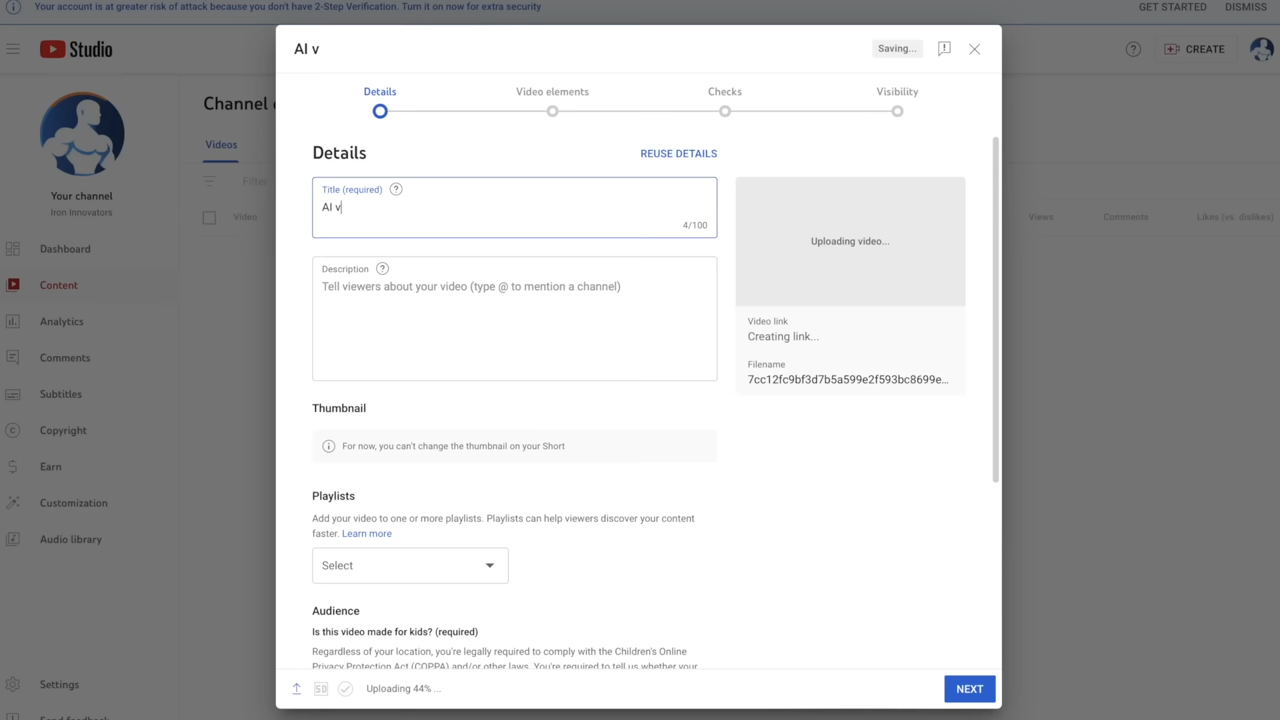 Your account is at greater risk of attack because you don't have 2-Step Verification. Turn it on now for extra security
GET STARTED
DISMISS
Studio
CREATE
Your channel
Iron Innovators
Dashboard
Content
Analytics
Comments
Subtitles
Copyright
Earn
Customization
Audio library
Settings
Send feedback
Channel
Videos
Filter
Video
Views
Comments
Likes (vs. dislikes)
AI v
Saving...
Details
Video elements
Checks
Visibility
Details
REUSE DETAILS
Title (required)
AI v
4/100
Description
Tell viewers about your video (type @ to mention a channel)
Uploading video...
Video link
Creating link...
Filename
7cc12fc9bf3d7b5a599e2f593bc8699e...
Thumbnail
For now, you can't change the thumbnail on your Short
Playlists
Add your video to one or more playlists. Playlists can help viewers discover your content
faster. Learn more
Select
Audience
Is this video made for kids? (required)
Regardless of your location, you're legally required to comply with the Children's Online
Privacy Protection Act (COPPA) and/or other laws. You're required to tell us whether your
SD
Uploading 44% ...
NEXT